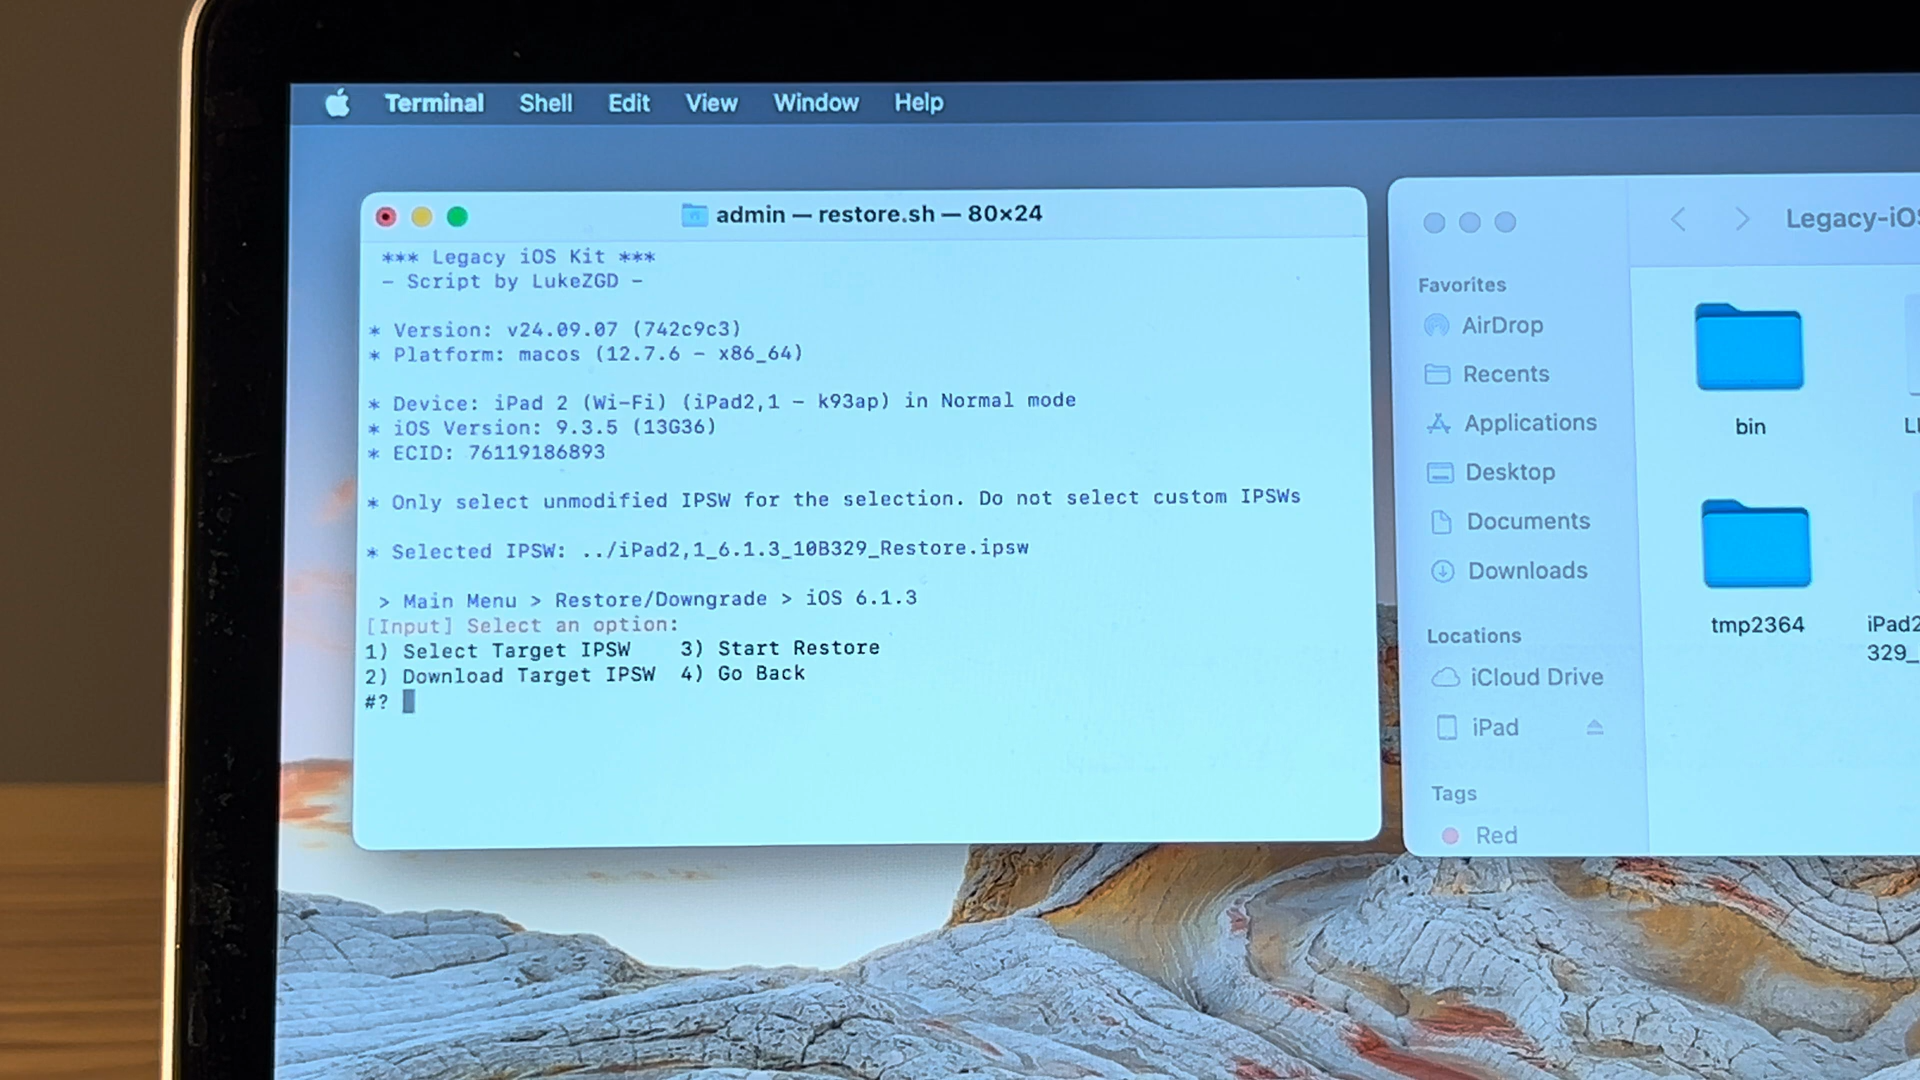 Terminal Shell Edit View Window Help
admin — restore.sh — 80×24
*** Legacy iOS Kit ***
- Script by LukeZGD -
* Version: v24.09.07 (742c9c3)
* Platform: macos (12.7.6 - x86_64)
* Device: iPad 2 (Wi-Fi) (iPad2,1 - k93ap) in Normal mode
* iOS Version: 9.3.5 (13G36)
* ECID: 76119186893
* Only select unmodified IPSW for the selection. Do not select custom IPSWs
* Selected IPSW: ../iPad2,1_6.1.3_10B329_Restore.ipsw
> Main Menu > Restore/Downgrade > iOS 6.1.3
[Input] Select an option:
1) Select Target IPSW 3) Start Restore
2) Download Target IPSW 4) Go Back
#?
Legacy-iOS
Favorites
AirDrop
Recents
Applications
Desktop
Documents
Downloads
Locations
iCloud Drive
iPad
Tags
Red
bin
tmp2364
iPad2
329_